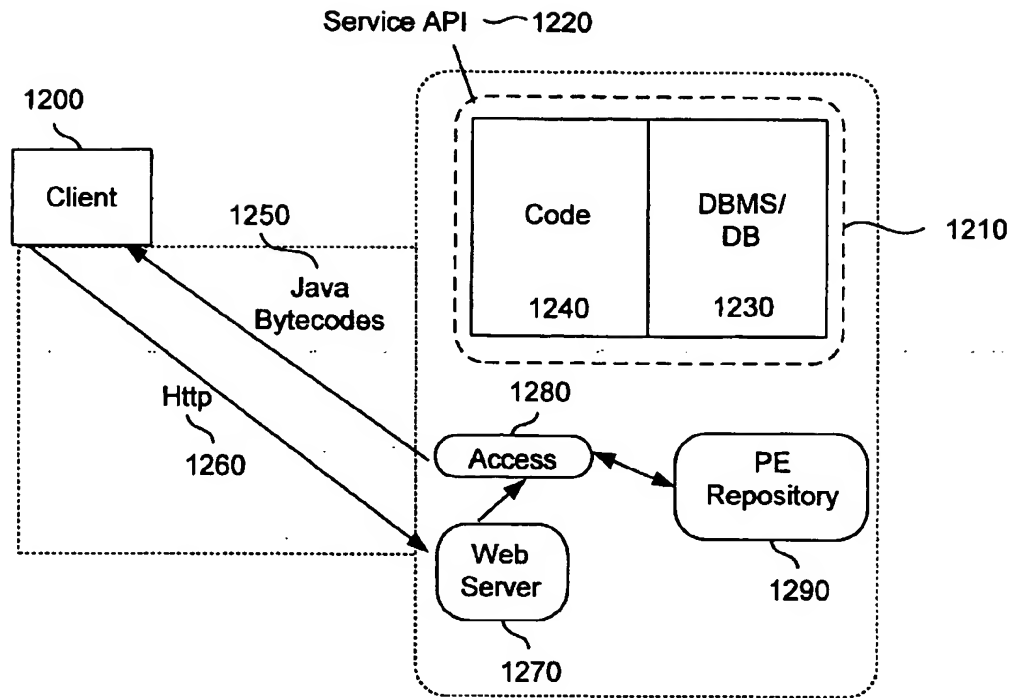 Service API 1220
1200
Client
1250
Java
Bytecodes
Code
1240
DBMS/
DB
1230
1210
Http
1260
1280
Access
PE
Repository
1290
Web
Server
1270